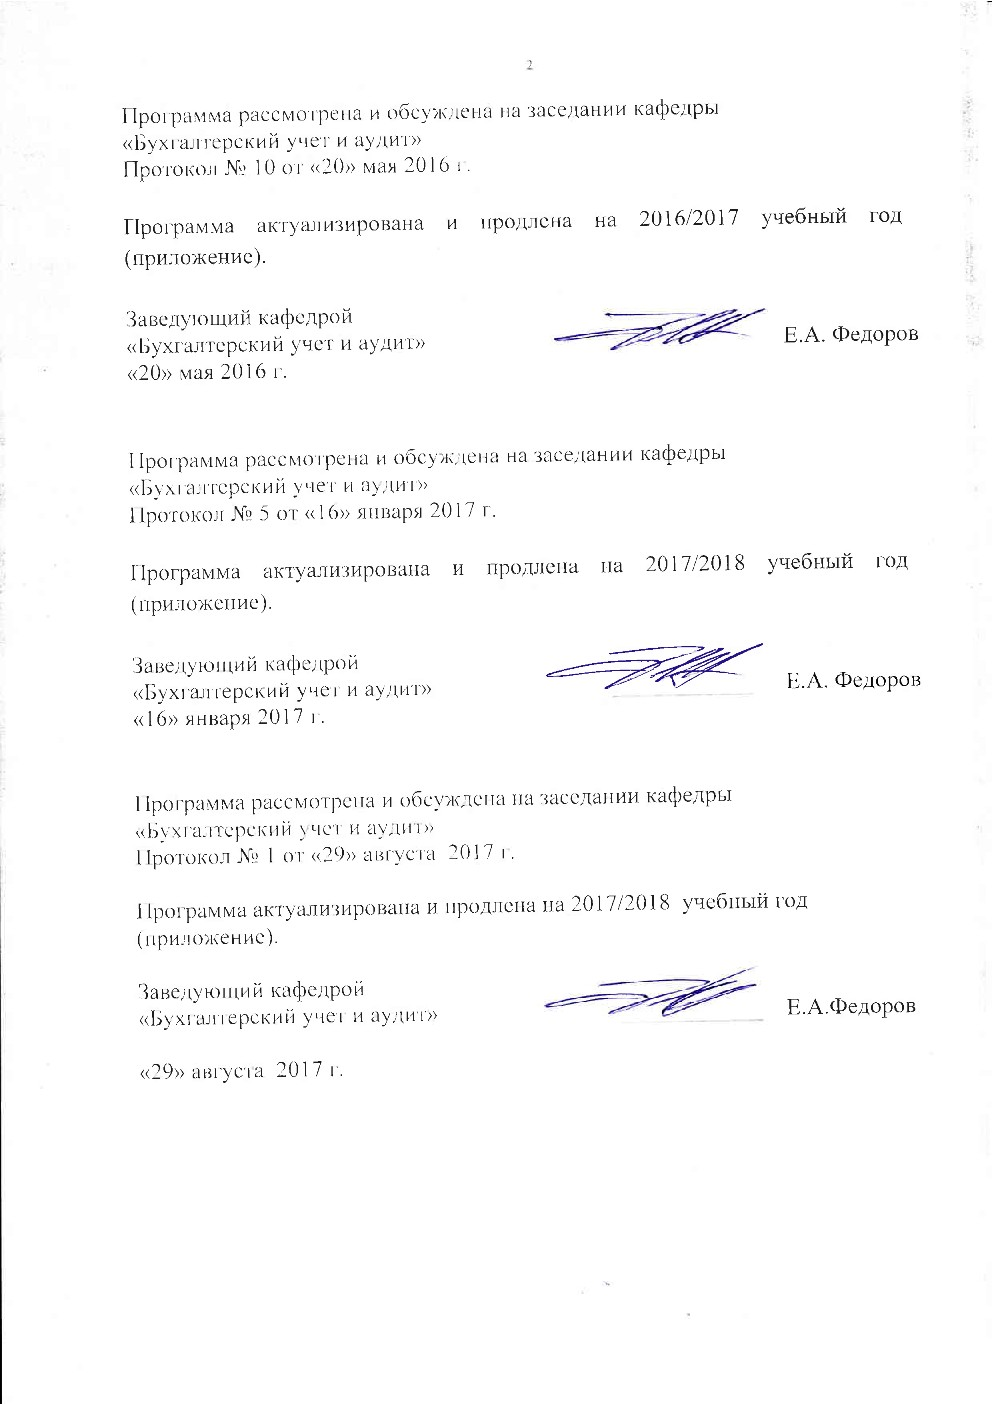 2
Программа рассмотрена и обсуждена на заседании кафедры
«Бухгалтерский учет и аудит»
Протокол № 10 от «20» мая 2016 г.
Программа актуализирована и продлена на 2016/2017 учебный год
(приложение).
Заведующий кафедрой
«Бухгалтерский учет и аудит» Е.А. Федоров
«20» мая 2016 г.
Программа рассмотрена и обсуждена на заседании кафедры
«Бухгалтерский учет и аудит»
Протокол № 5 от «16» января 2017 г.
Программа актуализирована и продлена на 2017/2018 учебный год
(приложение).
Заведующий кафедрой
«Бухгалтерский учет и аудит» Е.А. Федоров
«16» января 2017 г.
Программа рассмотрена и обсуждена на заседании кафедры
«Бухгалтерский учет и аудит»
Протокол № 1 от «29» августа 2017 г.
Программа актуализирована и продлена на 2017/2018 учебный год
(приложение).
Заведующий кафедрой
«Бухгалтерский учет и аудит» Е.А.Федоров
«29» августа 2017 г.